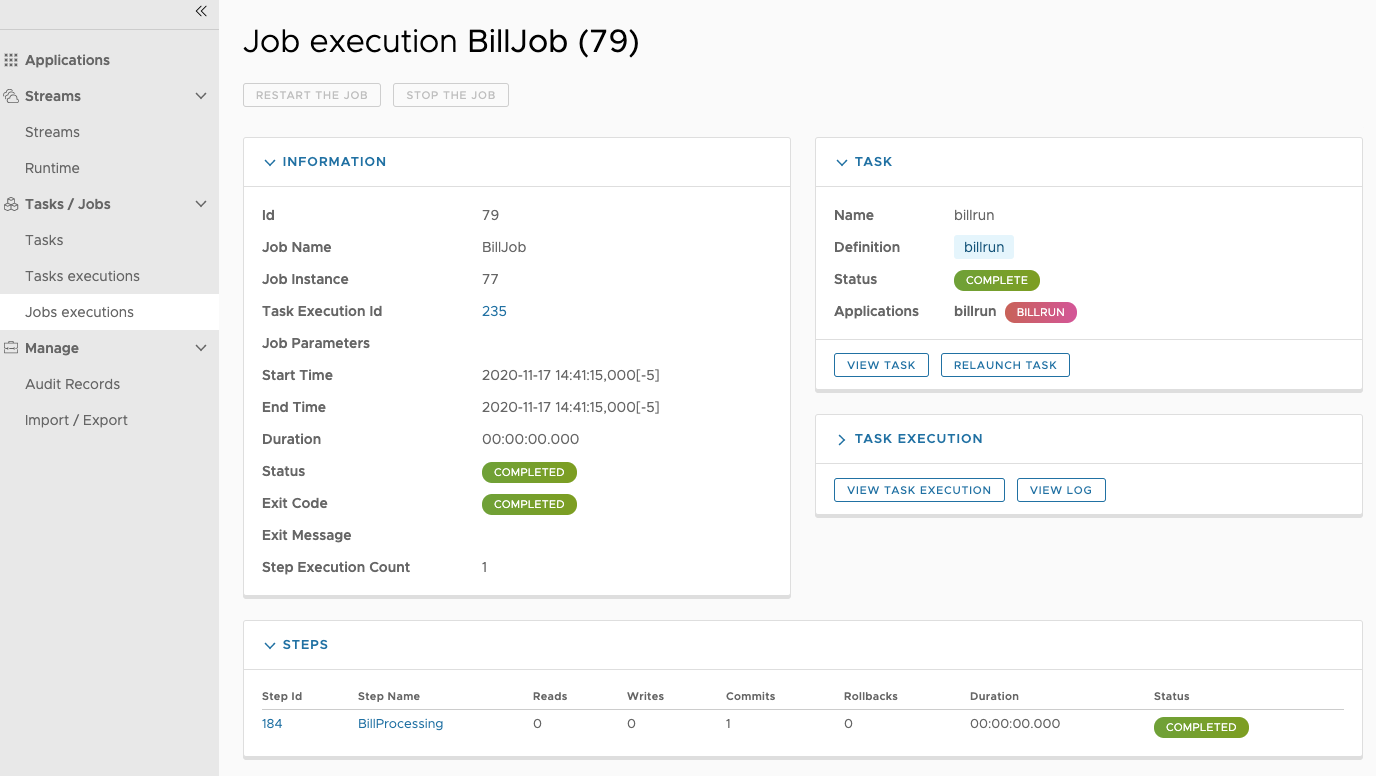 Applications
Streams
Streams
Runtime
Tasks / Jobs
Tasks
Tasks executions
Jobs executions
Manage
Audit Records
Import / Export
Job execution BillJob (79)
RESTART THE JOB STOP THE JOB
INFORMATION
Id 79
Job Name BillJob
Job Instance 77
Task Execution Id 235
Job Parameters
Start Time 2020-11-17 14:41:15,000[-5]
End Time 2020-11-17 14:41:15,000[-5]
Duration 00:00:00.000
Status COMPLETED
Exit Code COMPLETED
Exit Message
Step Execution Count 1
TASK
Name billrun
Definition billrun
Status COMPLETE
Applications billrun BILLRUN
VIEW TASK RELAUNCH TASK
TASK EXECUTION
VIEW TASK EXECUTION VIEW LOG
STEPS
Step Id Step Name Reads Writes Commits Rollbacks Duration Status
184 BillProcessing 0 0 1 0 00:00:00.000 COMPLETED